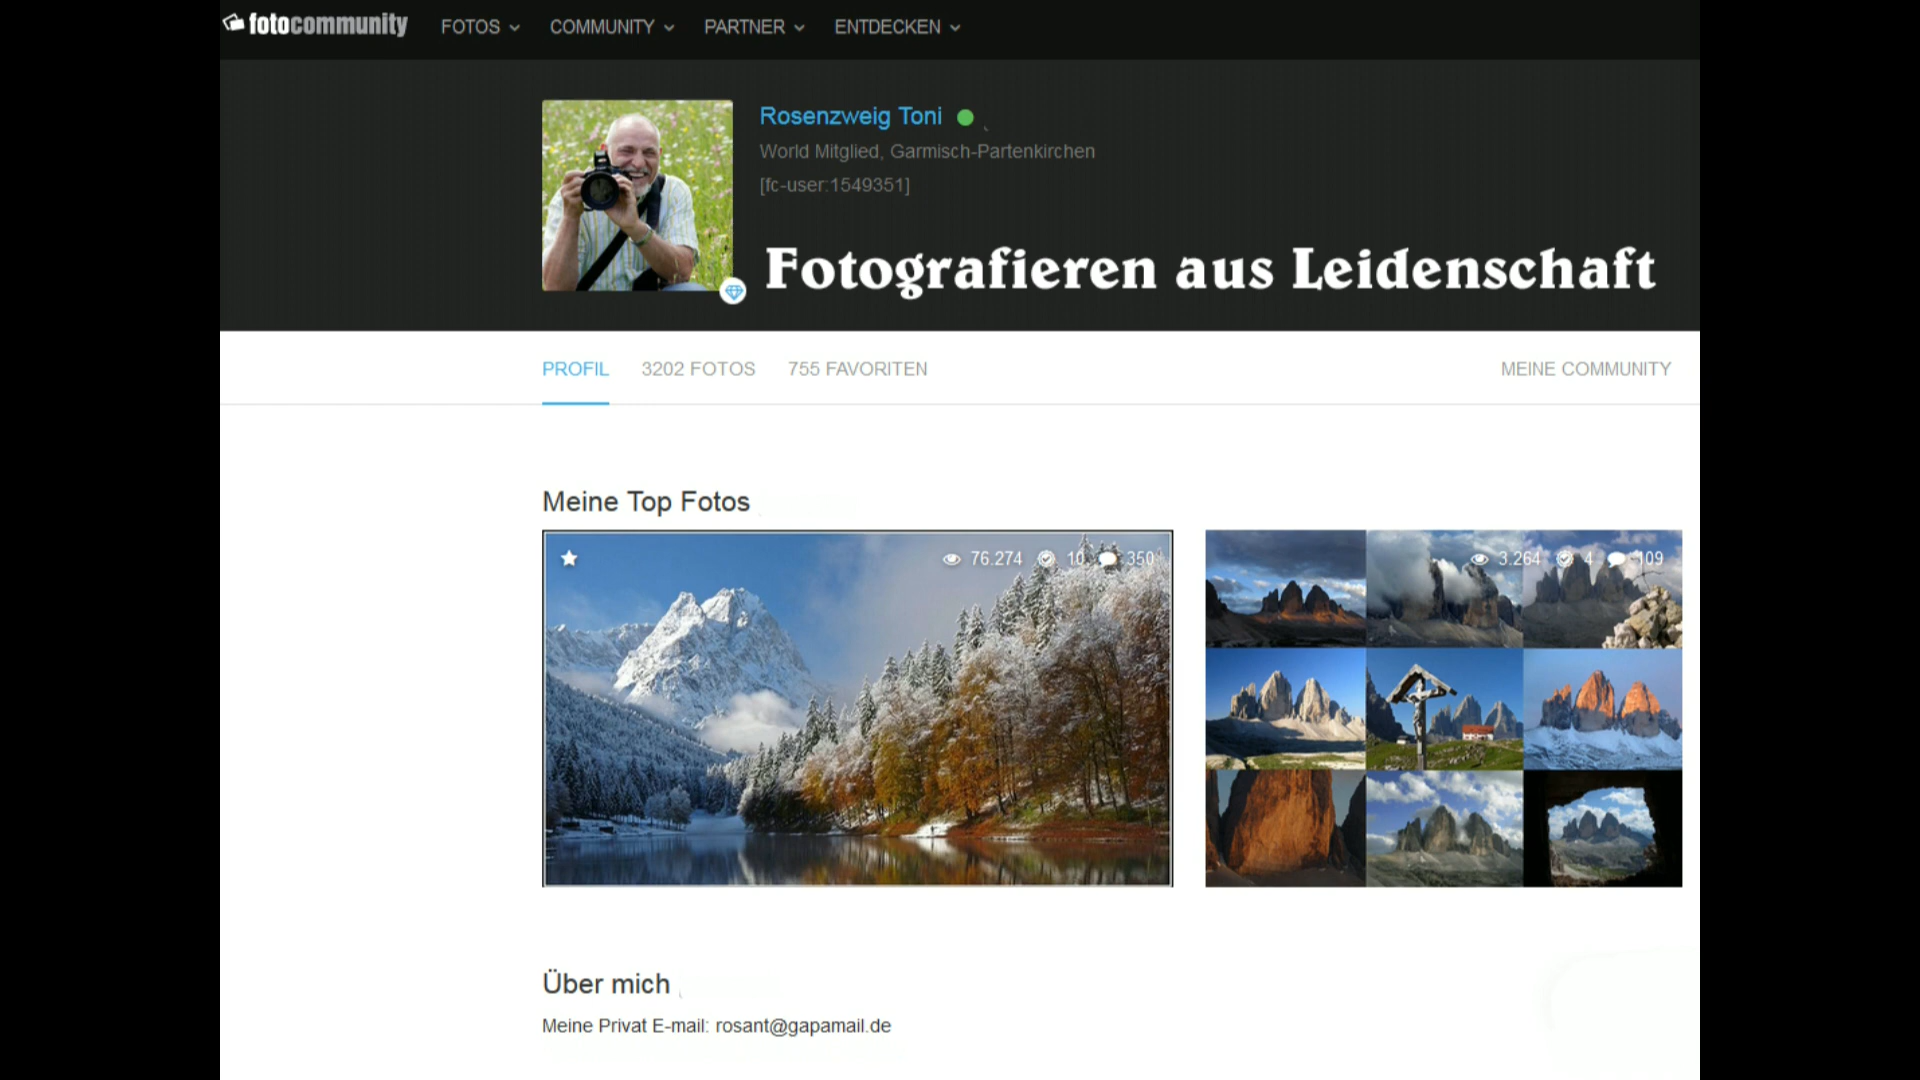 fotocommunity FOTOS COMMUNITY PARTNER ENTDECKEN
Rosenzweig Toni
World Mitglied, Garmisch-Partenkirchen
[fc-user:1549351]
Fotografieren aus Leidenschaft
PROFIL 3202 FOTOS 755 FAVORITEN MEINE COMMUNITY
Meine Top Fotos
76.274 10 350 3.264 4 109
Über mich
Meine Privat E-mail: rosant@gapamail.de